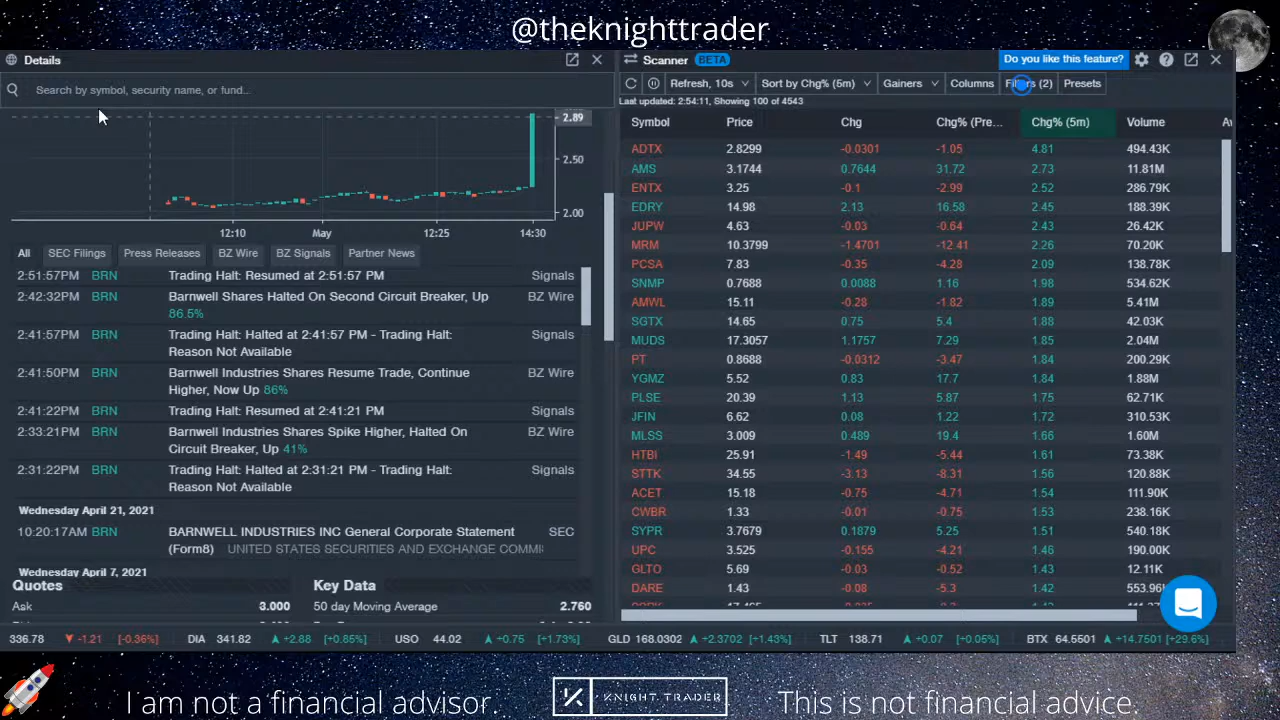 @theknighttrader
Details
Search by symbol, security name, or fund...
2.89
2.50
2.00
12:10 May 12:25 14:30
All SEC Filings Press Releases BZ Wire BZ Signals Partner News
2:51:57PM BRN Trading Halt: Resumed at 2:51:57 PM Signals
2:42:32PM BRN Barnwell Shares Halted On Second Circuit Breaker, Up BZ Wire
86.5%
2:41:57PM BRN Trading Halt: Halted at 2:41:57 PM - Trading Halt: Signals
Reason Not Available
2:41:50PM BRN Barnwell Industries Shares Resume Trade, Continue BZ Wire
Higher, Now Up 86%
2:41:22PM BRN Trading Halt: Resumed at 2:41:21 PM Signals
2:33:21PM BRN Barnwell Industries Shares Spike Higher, Halted On BZ Wire
Circuit Breaker, Up 41%
2:31:22PM BRN Trading Halt: Halted at 2:31:21 PM - Trading Halt: Signals
Reason Not Available
Wednesday April 21, 2021
10:20:17AM BRN BARNWELL INDUSTRIES INC General Corporate Statement SEC
(Form8) UNITED STATES SECURITIES AND EXCHANGE COMMI
Wednesday April 7, 2021
Quotes Key Data
Ask 3.000 50 day Moving Average 2.760
Scanner BETA Do you like this feature?
Refresh, 10s Sort by Chg% (5m) Gainers Columns Filters (2) Presets
Last updated: 2:54:11, Showing 100 of 4543
Symbol Price Chg Chg% (Pre... Chg% (5m) Volume Av
ADTX 2.8299 -0.0301 -1.05 4.81 494.43K
AMS 3.1744 0.7644 31.72 2.73 11.81M
ENTX 3.25 -0.1 -2.99 2.52 286.79K
EDRY 14.98 2.13 16.58 2.45 188.39K
JUPW 4.63 -0.03 -0.64 2.43 26.42K
MRM 10.3799 -1.4701 -12.41 2.26 70.20K
PCSA 7.83 -0.35 -4.28 2.09 138.78K
SNMP 0.7688 0.0088 1.16 1.98 534.62K
AMWL 15.11 -0.28 -1.82 1.89 5.41M
SGTX 14.65 0.75 5.4 1.88 42.03K
MUDS 17.3057 1.1757 7.29 1.85 2.04M
PT 0.8688 -0.0312 -3.47 1.84 200.29K
YGMZ 5.52 0.83 17.7 1.84 1.88M
PLSE 20.39 1.13 5.87 1.75 62.71K
JFIN 6.62 0.08 1.22 1.72 310.53K
MLSS 3.009 0.489 19.4 1.66 1.60M
HTBI 25.91 -1.49 -5.44 1.61 73.38K
STTK 34.55 -3.13 -8.31 1.56 120.88K
ACET 15.18 -0.75 -4.71 1.54 111.90K
CWBR 1.33 -0.01 -0.75 1.53 238.16K
SYPR 3.7679 0.1879 5.25 1.51 540.18K
UPC 3.525 -0.155 -4.21 1.46 190.00K
GLTO 5.69 -0.03 -0.52 1.43 12.11K
DARE 1.43 -0.08 -5.3 1.42 553.96
336.78 -1.21 [-0.36%] DIA 341.82 +2.88 [+0.85%] USO 44.02 +0.75 [+1.73%] GLD 168.0302 +2.3702 [+1.43%] TLT 138.71 +0.07 [+0.05%] BTX 64.5501 +14.7501 [+29.6%]
I am not a financial advisor. KNIGHT TRADER This is not financial advice.